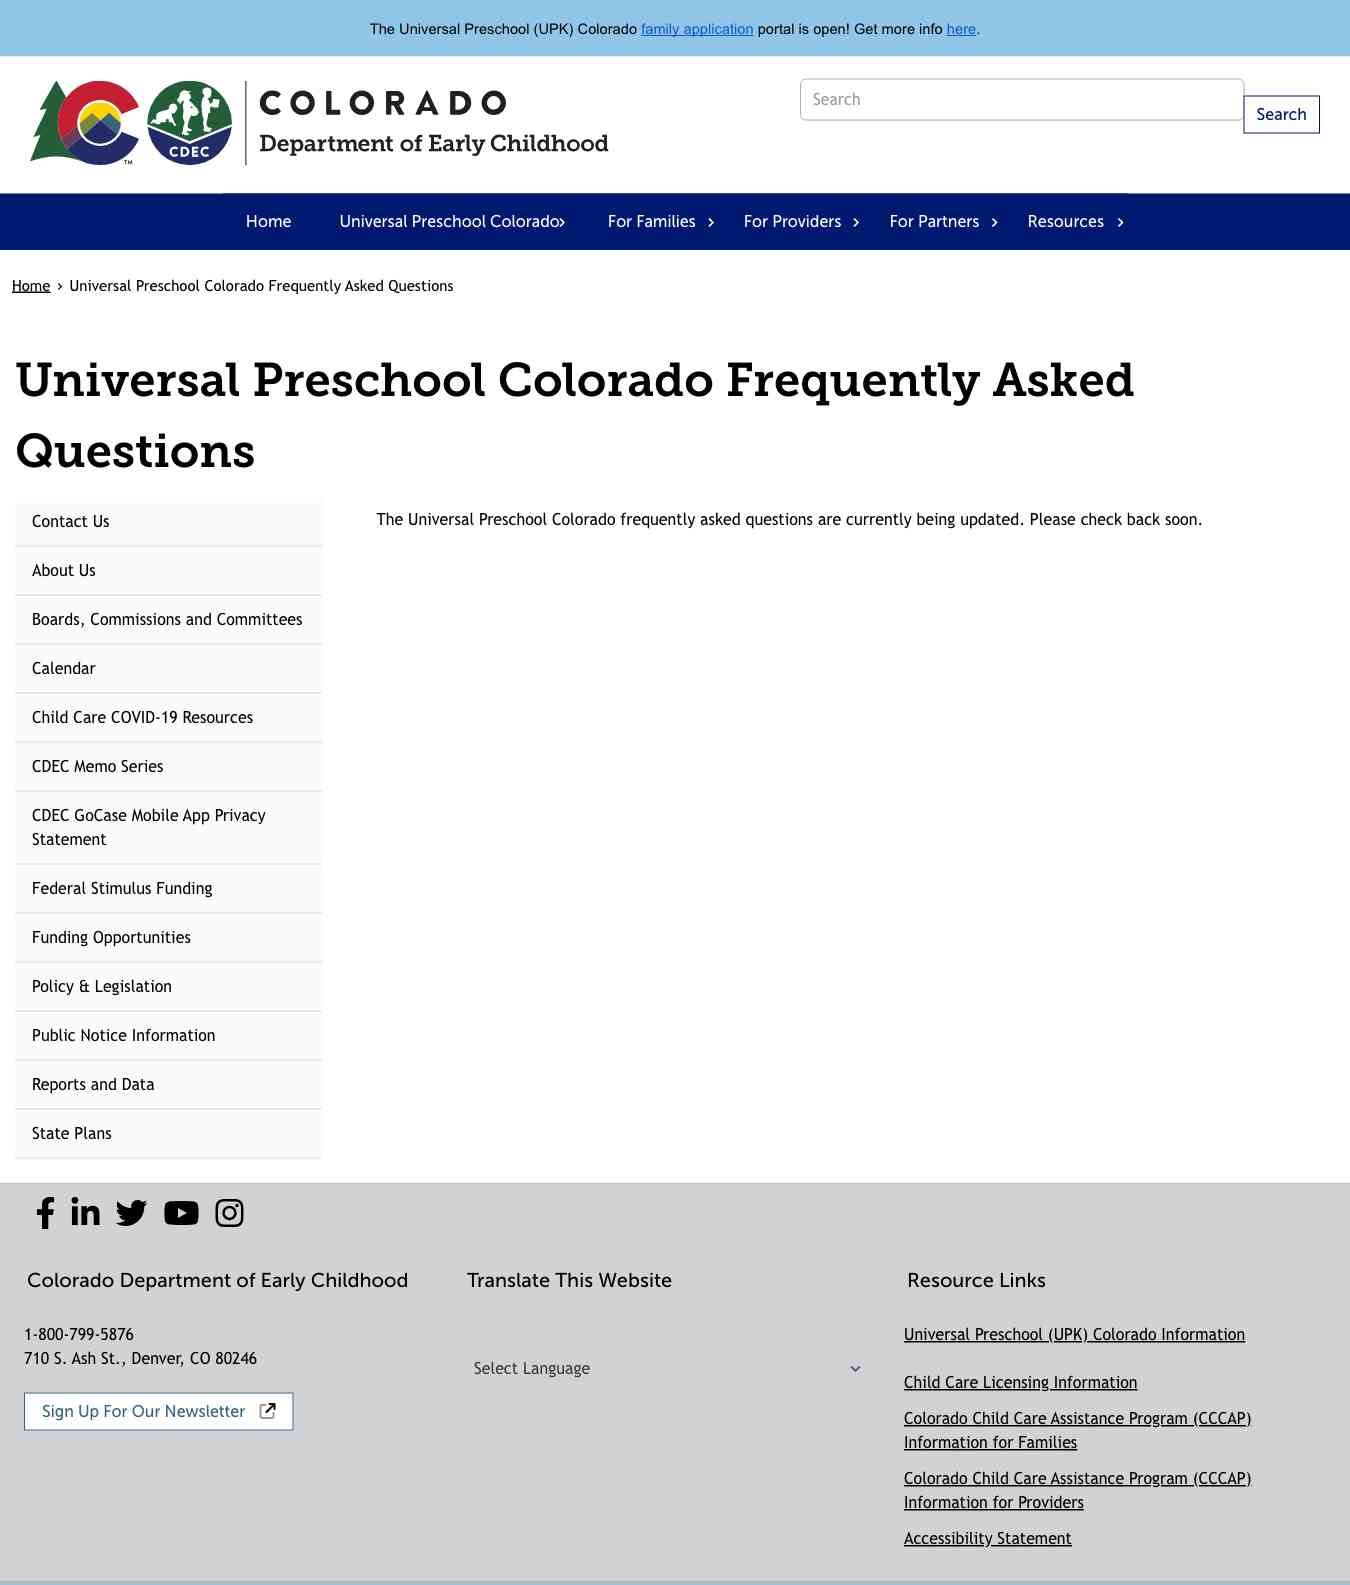 The Universal Preschool (UPK) Colorado family application portal is open! Get more info here.
CDEC
TM
COLORADO
Department of Early Childhood
Search
Search
Home
Universal Preschool Colorado
For Families
For Providers
For Partners
Resources
Home › Universal Preschool Colorado Frequently Asked Questions
Universal Preschool Colorado Frequently Asked
Questions
Contact Us
About Us
Boards, Commissions and Committees
Calendar
Child Care COVID-19 Resources
CDEC Memo Series
CDEC GoCase Mobile App Privacy
Statement
Federal Stimulus Funding
Funding Opportunities
Policy & Legislation
Public Notice Information
Reports and Data
State Plans
The Universal Preschool Colorado frequently asked questions are currently being updated. Please check back soon.
Colorado Department of Early Childhood
1-800-799-5876
710 S. Ash St., Denver, CO 80246
Sign Up For Our Newsletter
Translate This Website
Select Language
Resource Links
Universal Preschool (UPK) Colorado Information
Child Care Licensing Information
Colorado Child Care Assistance Program (CCCAP)
Information for Families
Colorado Child Care Assistance Program (CCCAP)
Information for Providers
Accessibility Statement